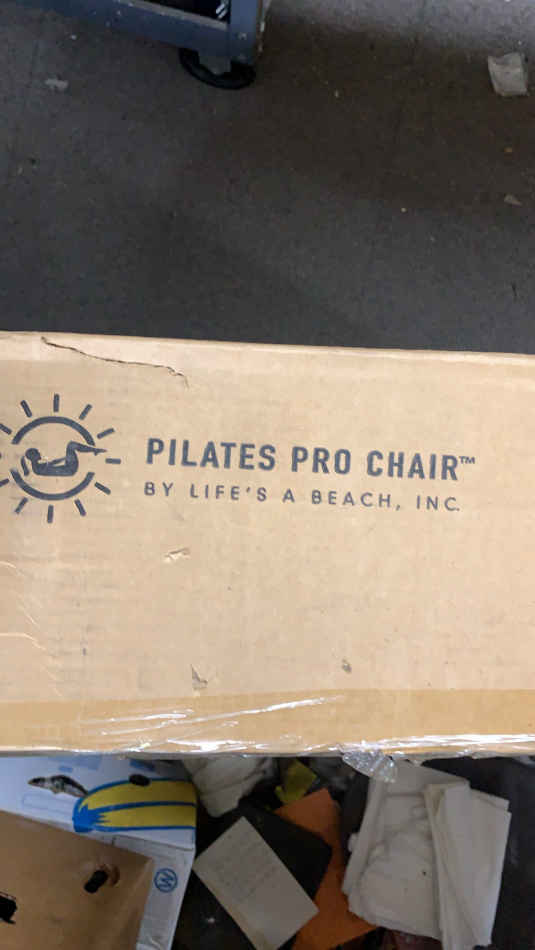 PILATES PRO CHAIR™
BY LIFE'S A BEACH, INC.